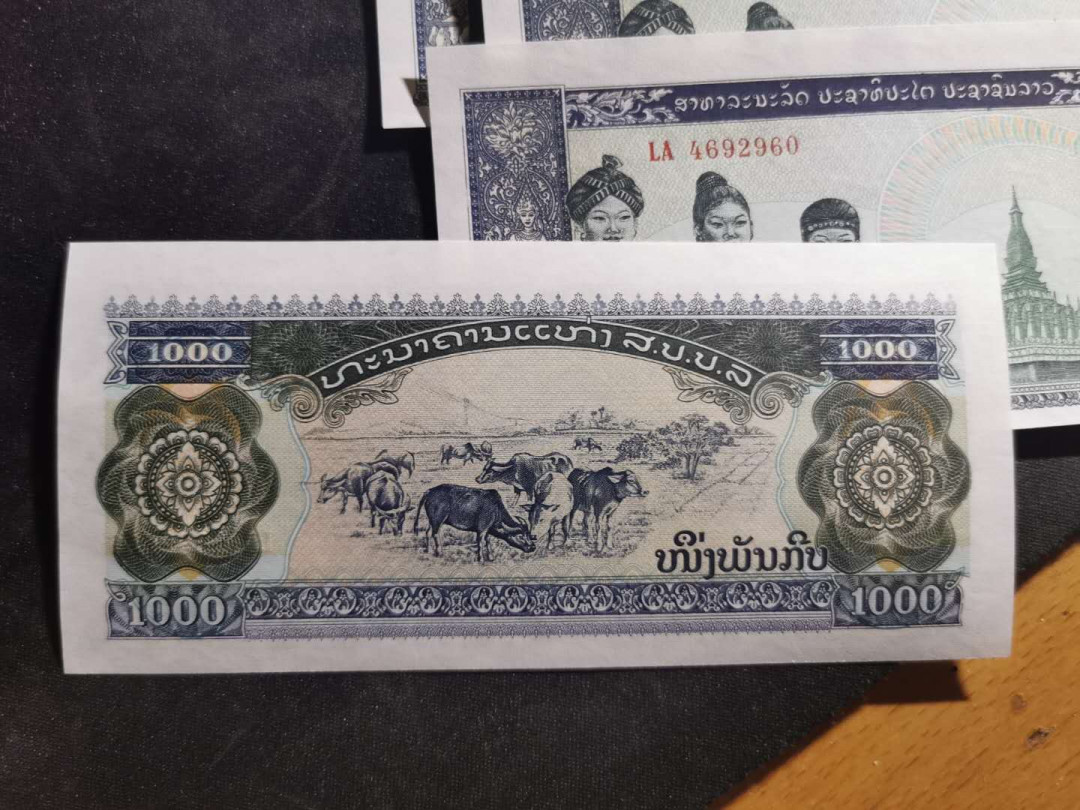 ສາທາລະນະລັດ ປະຊາທິປະໄຕ ປະຊາຊົນລາວ
LA 4692960
1000
ທະນາຄານແຫ່ງ ສ.ປ.ປ.ລ
1000
ໜຶ່ງພັນກີບ
1000
1000